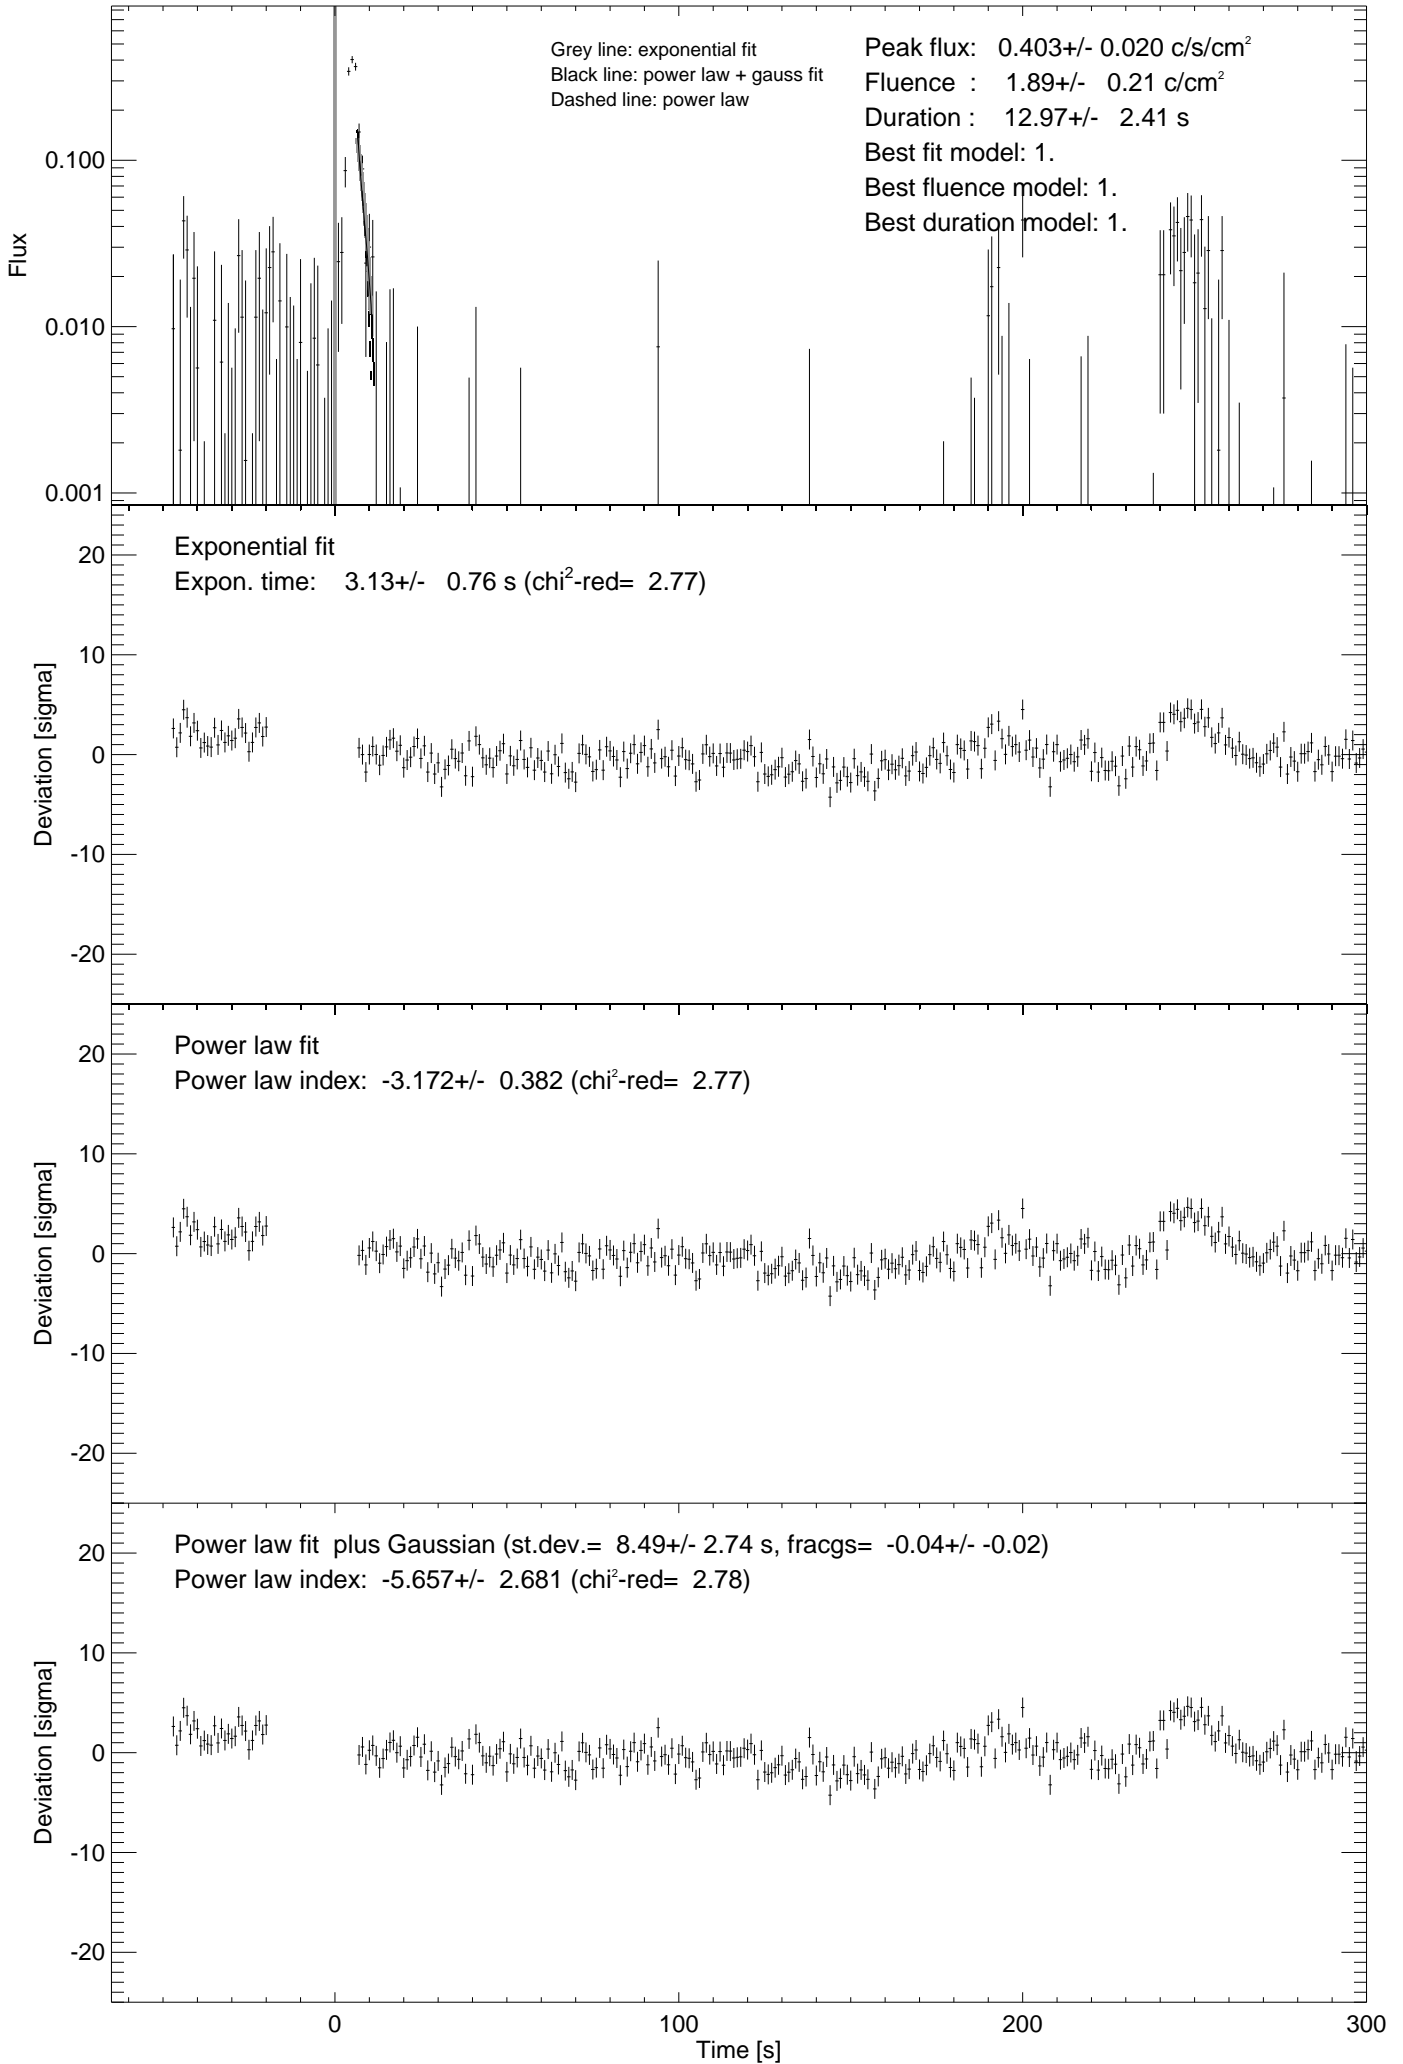 Grey line: exponential fit
Black line: power law + gauss fit
Dashed line: power law
Peak flux: 0.403+/- 0.020 c/s/cm²
Fluence : 1.89+/- 0.21 c/cm²
Duration : 12.97+/- 2.41 s
Best fit model: 1.
Best fluence model: 1.
Best duration model: 1.
Flux
0.100
0.010
0.001
Exponential fit
Expon. time: 3.13+/- 0.76 s (chi²-red= 2.77)
Deviation [sigma]
20
10
0
-10
-20
Power law fit
Power law index: -3.172+/- 0.382 (chi²-red= 2.77)
Deviation [sigma]
20
10
0
-10
-20
Power law fit plus Gaussian (st.dev.= 8.49+/- 2.74 s, fracgs= -0.04+/- -0.02)
Power law index: -5.657+/- 2.681 (chi²-red= 2.78)
Deviation [sigma]
20
10
0
-10
-20
0 100 200 300
Time [s]